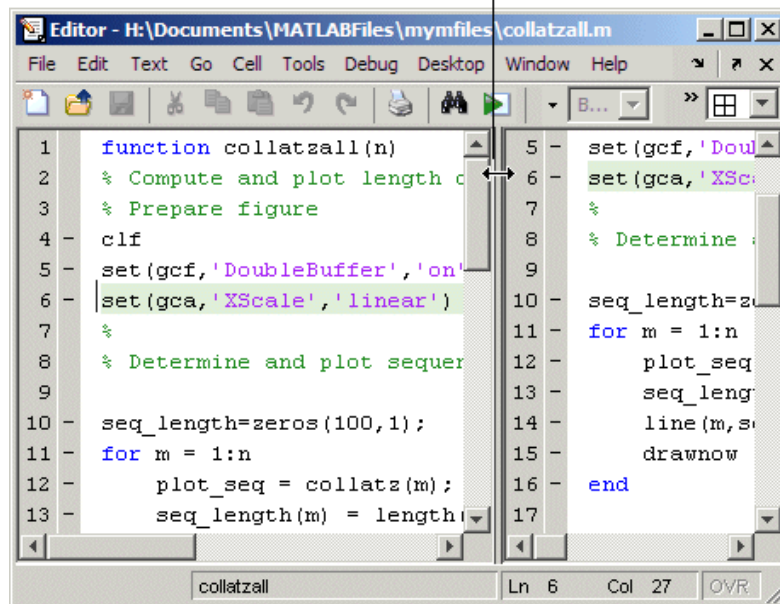 Editor - H:\Documents\MATLABFiles\mymfiles\collatzall.m
File Edit Text Go Cell Tools Debug Desktop Window Help
B...
1 function collatzall(n)
2 % Compute and plot length
3 % Prepare figure
4 - clf
5 - set(gcf,'DoubleBuffer','on'
6 - set(gca,'XScale','linear')
7 %
8 % Determine and plot sequen
9
10 - seq_length=zeros(100,1);
11 - for m = 1:n
12 - plot_seq = collatz(m);
13 - seq_length(m) = length(
5 - set(gcf,'Doub
6 - set(gca,'XSc
7 %
8 % Determine
9
10 - seq_length=ze
11 - for m = 1:n
12 - plot_seq
13 - seq_leng
14 - line(m,s
15 - drawnow
16 - end
17
collatzall Ln 6 Col 27 OVR